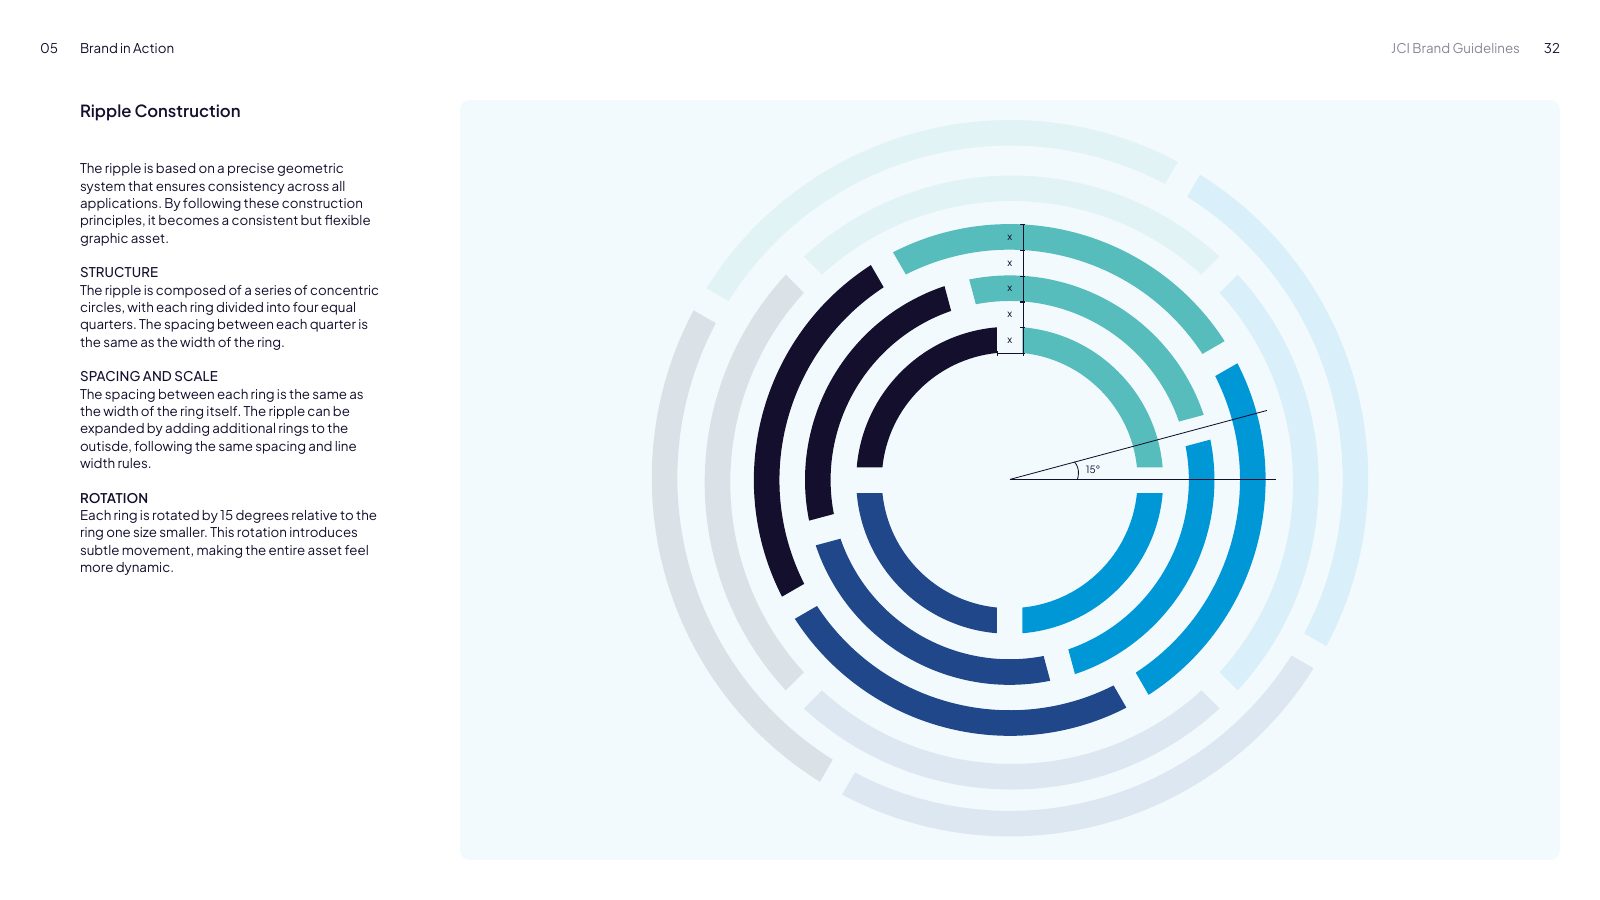 05 Brand in Action
JCI Brand Guidelines 32
Ripple Construction
The ripple is based on a precise geometric
system that ensures consistency across all
applications. By following these construction
principles, it becomes a consistent but flexible
graphic asset.
STRUCTURE
The ripple is composed of a series of concentric
circles, with each ring divided into four equal
quarters. The spacing between each quarter is
the same as the width of the ring.
SPACING AND SCALE
The spacing between each ring is the same as
the width of the ring itself. The ripple can be
expanded by adding additional rings to the
outisde, following the same spacing and line
width rules.
ROTATION
Each ring is rotated by 15 degrees relative to the
ring one size smaller. This rotation introduces
subtle movement, making the entire asset feel
more dynamic.
x
x
x
x
x
15°